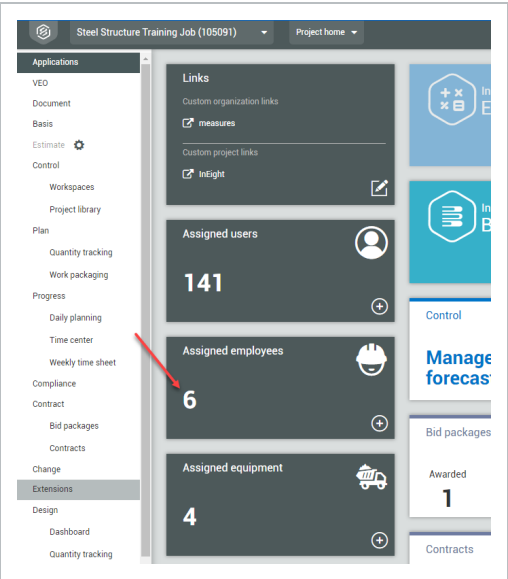 Steel Structure Training Job (105091)
Project home
Applications
VEO
Document
Basis
Estimate
Control
Workspaces
Project library
Plan
Quantity tracking
Work packaging
Progress
Daily planning
Time center
Weekly time sheet
Compliance
Contract
Bid packages
Contracts
Change
Extensions
Design
Dashboard
Quantity tracking
Links
Custom organization links
measures
Custom project links
InEight
Assigned users
141
Assigned employees
6
Assigned equipment
4
In
E
In
B
Control
Manage
forecas
Bid packages
Awarded
1
Contracts